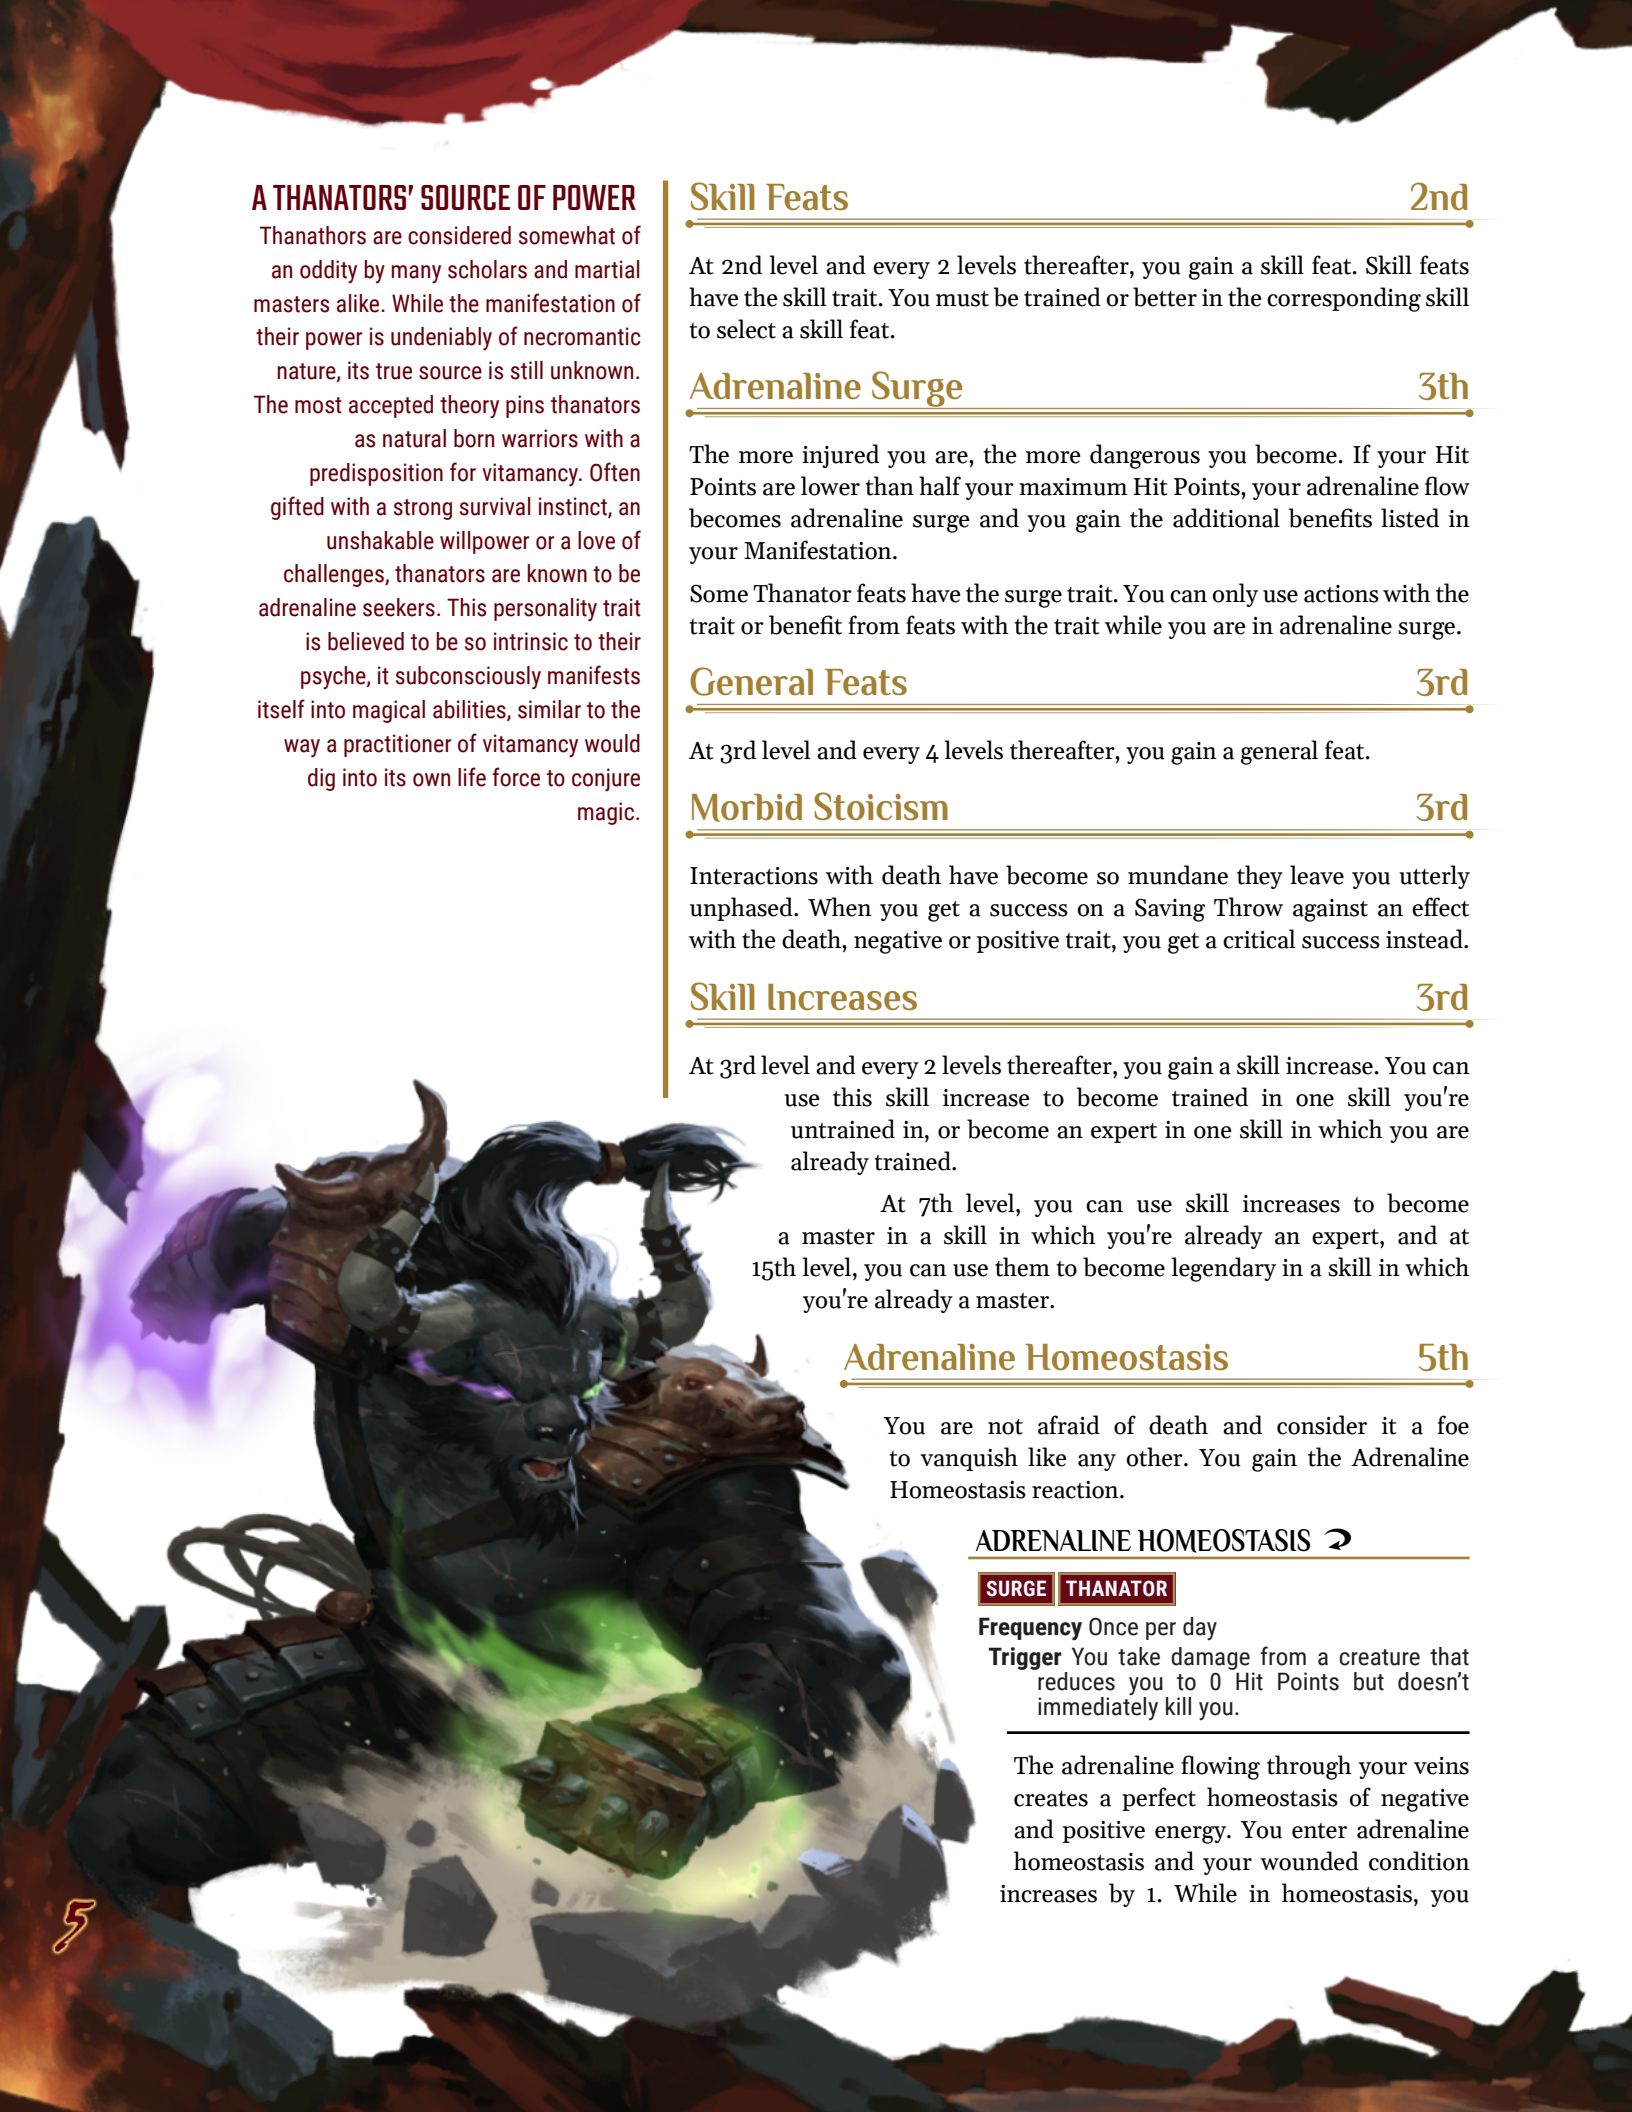 A THANATORS' SOURCE OF POWER
Thanathors are considered somewhat of
an oddity by many scholars and martial
masters alike. While the manifestation of
their power is undeniably of necromantic
nature, its true source is still unknown.
The most accepted theory pins thanators
as natural born warriors with a
predisposition for vitamancy. Often
gifted with a strong survival instinct, an
unshakable willpower or a love of
challenges, thanators are known to be
adrenaline seekers. This personality trait
is believed to be so intrinsic to their
psyche, it subconsciously manifests
itself into magical abilities, similar to the
way a practitioner of vitamancy would
dig into its own life force to conjure
magic.
Skill Feats 2nd
At 2nd level and every 2 levels thereafter, you gain a skill feat. Skill feats
have the skill trait. You must be trained or better in the corresponding skill
to select a skill feat.
Adrenaline Surge 3th
The more injured you are, the more dangerous you become. If your Hit
Points are lower than half your maximum Hit Points, your adrenaline flow
becomes adrenaline surge and you gain the additional benefits listed in
your Manifestation.
Some Thanator feats have the surge trait. You can only use actions with the
trait or benefit from feats with the trait while you are in adrenaline surge.
General Feats 3rd
At 3rd level and every 4 levels thereafter, you gain a general feat.
Morbid Stoicism 3rd
Interactions with death have become so mundane they leave you utterly
unphased. When you get a success on a Saving Throw against an effect
with the death, negative or positive trait, you get a critical success instead.
Skill Increases 3rd
At 3rd level and every 2 levels thereafter, you gain a skill increase. You can
use this skill increase to become trained in one skill you're
untrained in, or become an expert in one skill in which you are
already trained.
At 7th level, you can use skill increases to become
a master in a skill in which you're already an expert, and at
15th level, you can use them to become legendary in a skill in which
you're already a master.
Adrenaline Homeostasis 5th
You are not afraid of death and consider it a foe
to vanquish like any other. You gain the Adrenaline
Homeostasis reaction.
ADRENALINE HOMEOSTASIS
SURGE THANATOR
Frequency Once per day
Trigger You take damage from a creature that
reduces you to 0 Hit Points but doesn't
immediately kill you.
The adrenaline flowing through your veins
creates a perfect homeostasis of negative
and positive energy. You enter adrenaline
homeostasis and your wounded condition
increases by 1. While in homeostasis, you
5